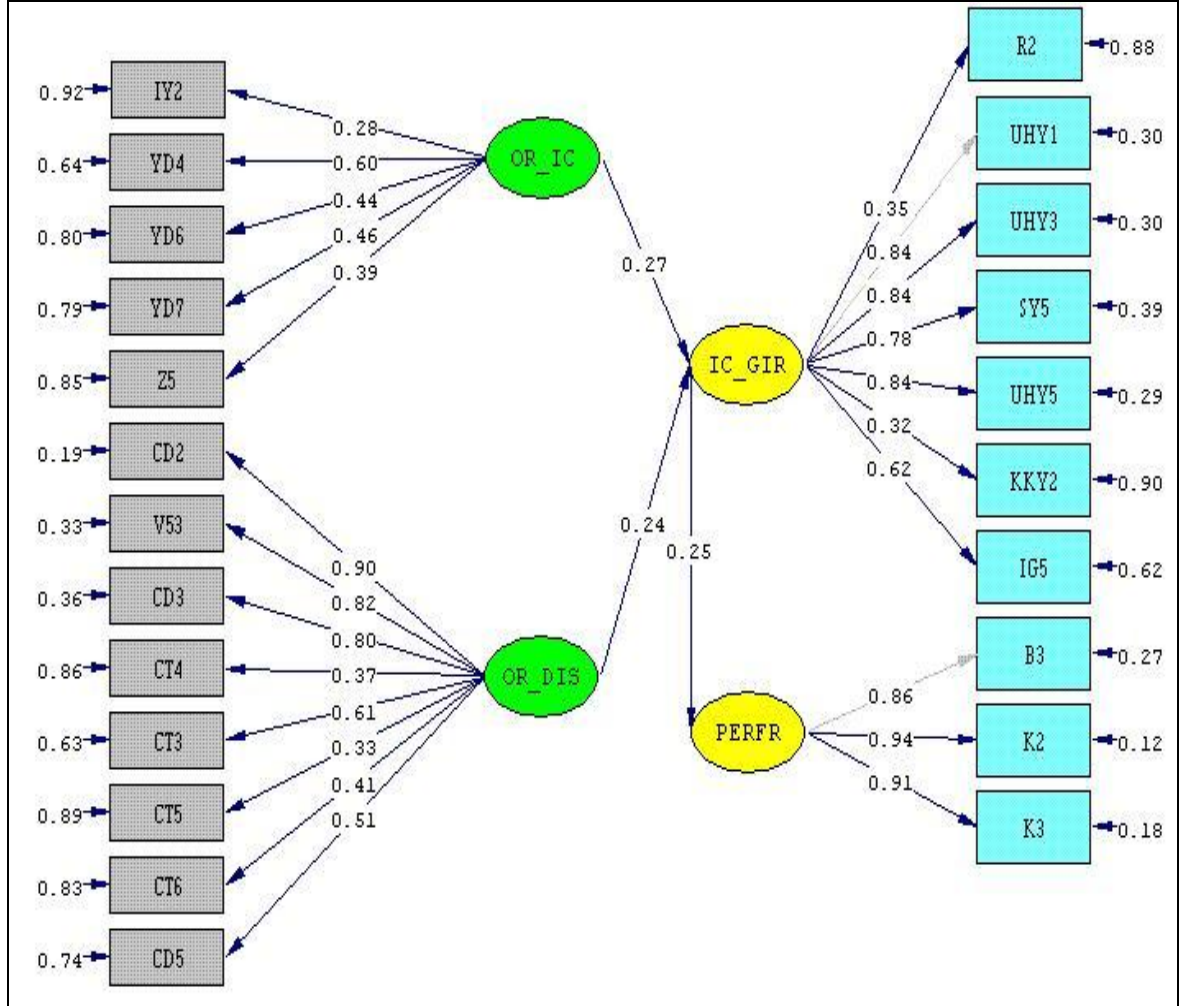 0.92
IY2
0.64
YD4
0.80
YD6
0.79
YD7
0.85
Z5
0.19
CD2
0.33
V53
0.36
CD3
0.86
CT4
0.63
CT3
0.89
CT5
0.83
CT6
0.74
CD5
0.28
0.60
0.44
0.46
0.39
0.90
0.82
0.80
0.37
0.61
0.33
0.41
0.51
OR_IC
OR_DIS
0.27
0.24
0.25
IC_GIR
PERFR
0.35
0.84
0.84
0.78
0.84
0.32
0.62
0.86
0.94
0.91
R2
0.88
UHY1
0.30
UHY3
0.30
SY5
0.39
UHY5
0.29
KKY2
0.90
IG5
0.62
B3
0.27
K2
0.12
K3
0.18